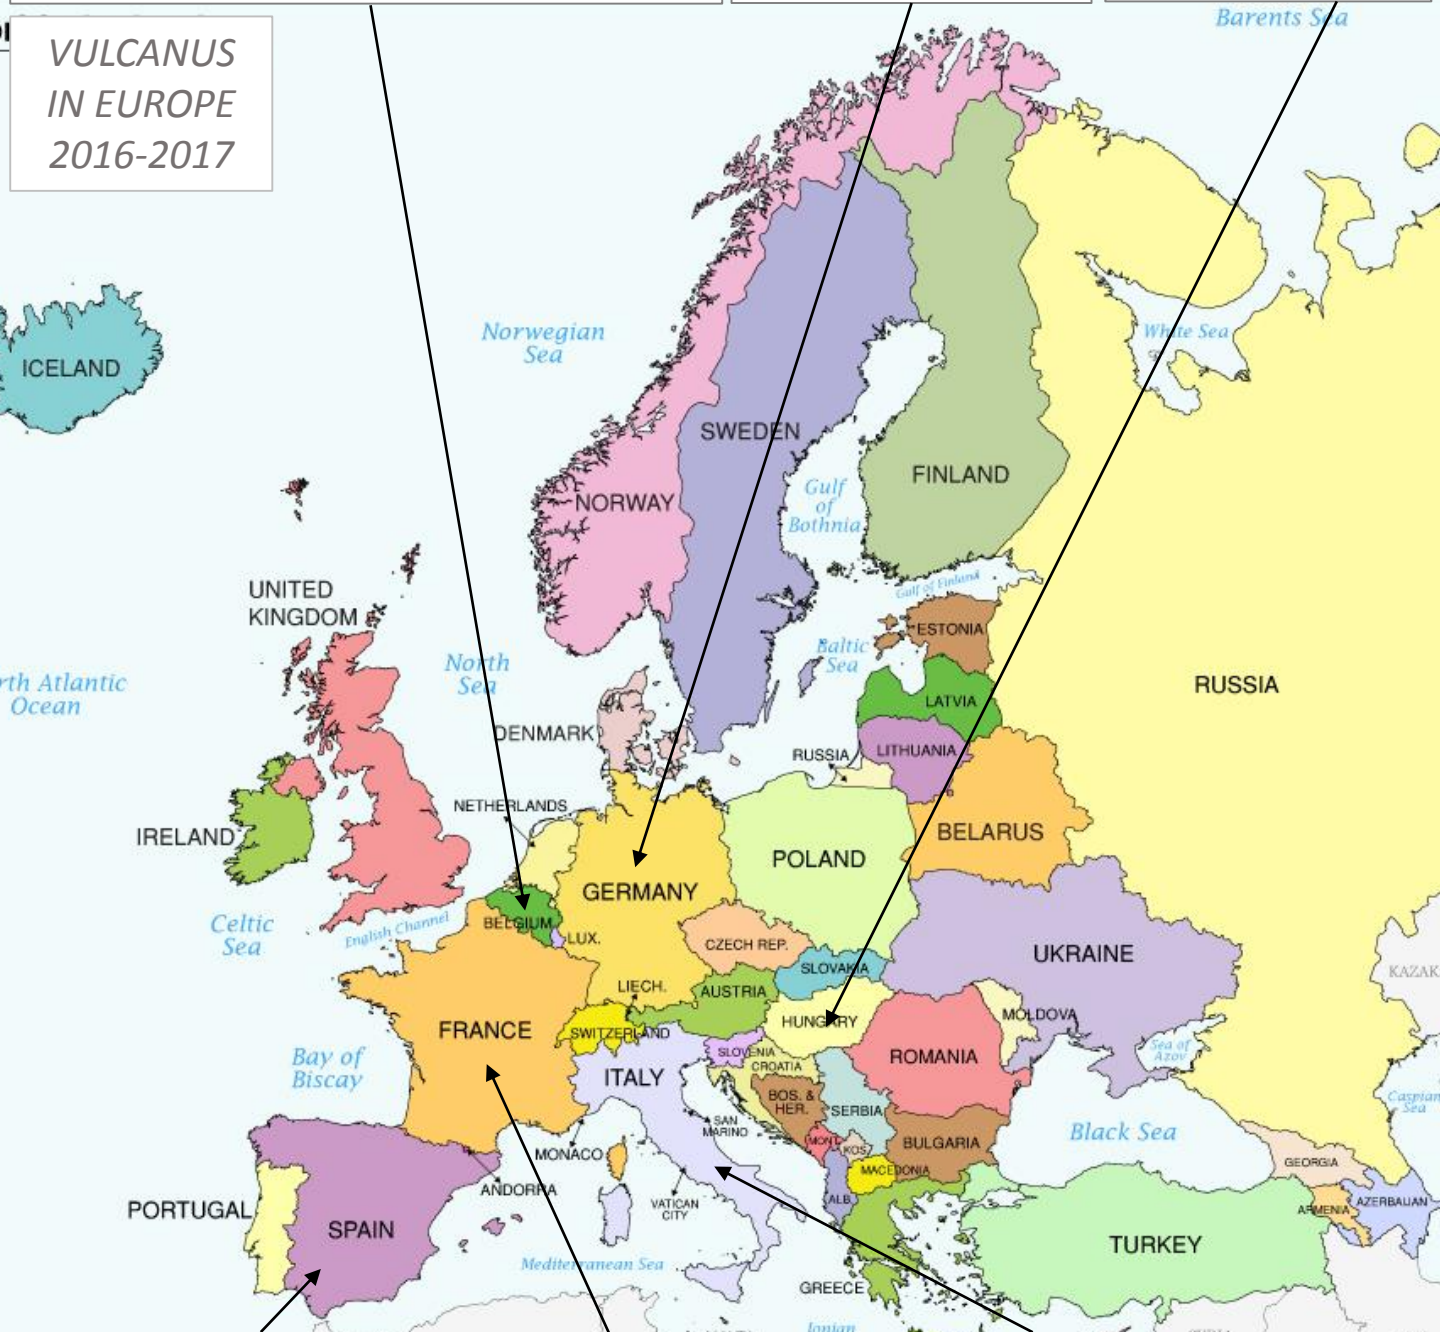 Barents Sea
VULCANUS
IN EUROPE
2016-2017
ICELAND
Norwegian
Sea
White Sea
SWEDEN
FINLAND
NORWAY
Gulf
of
Bothnia
Gulf of Finland
UNITED
KINGDOM
ESTONIA
Baltic
Sea
North
Sea
rth Atlantic
Ocean
RUSSIA
LATVIA
DENMARK
LITHUANIA
RUSSIA
NETHERLANDS
IRELAND
BELARUS
POLAND
GERMANY
Celtic
Sea
English Channel
BELGIUM
LUX.
CZECH REP.
UKRAINE
SLOVAKIA
KAZAK
LIECH.
AUSTRIA
MOLDOVA
HUNGARY
FRANCE
SWITZERLAND
SLOVENIA
CROATIA
ROMANIA
Sea of
Azov
Bay of
Biscay
ITALY
BOS. &
HER.
SERBIA
Caspian
Sea
SAN
MARINO
MONT.
KOS.
BULGARIA
Black Sea
MONACO
MACEDONIA
GEORGIA
ANDORRA
VATICAN
CITY
ALB.
ARMENIA
AZERBAIJAN
PORTUGAL
SPAIN
TURKEY
Mediterranean Sea
GREECE
Ionian